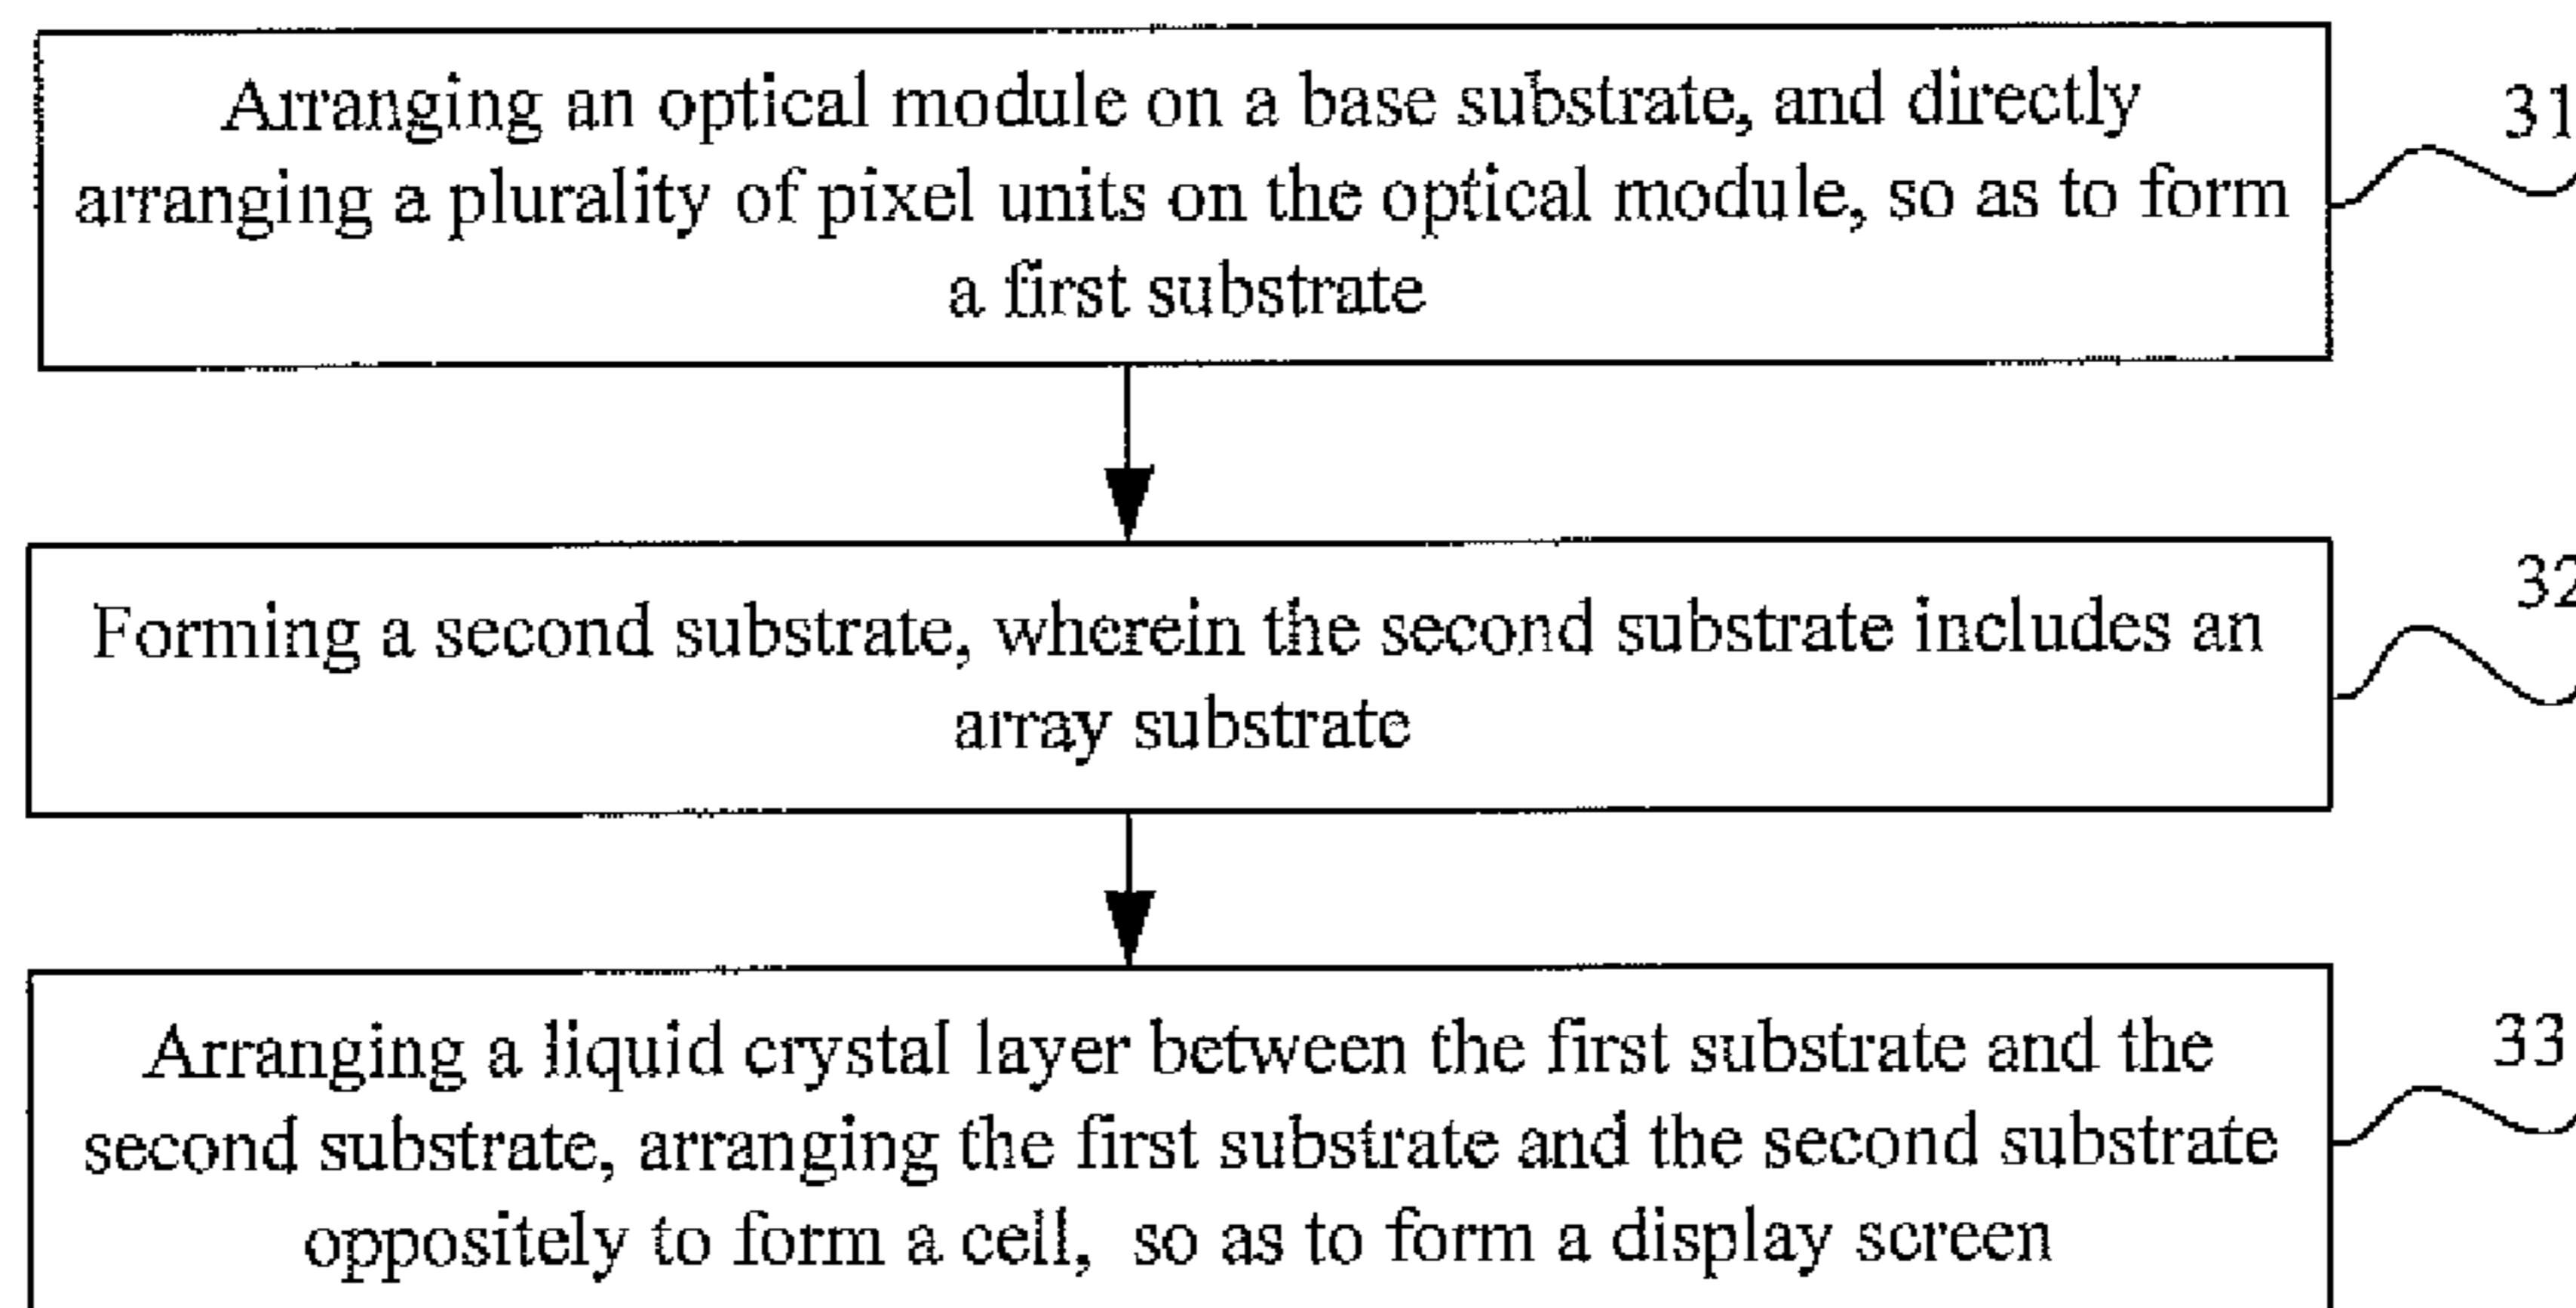 Arranging an optical module on a base substrate, and directly
arranging a plurality of pixel units on the optical module, so as to form
a first substrate
31
Forming a second substrate, wherein the second substrate includes an
array substrate
32
Arranging a liquid crystal layer between the first substrate and the
second substrate, arranging the first substrate and the second substrate
oppositely to form a cell, so as to form a display screen
33